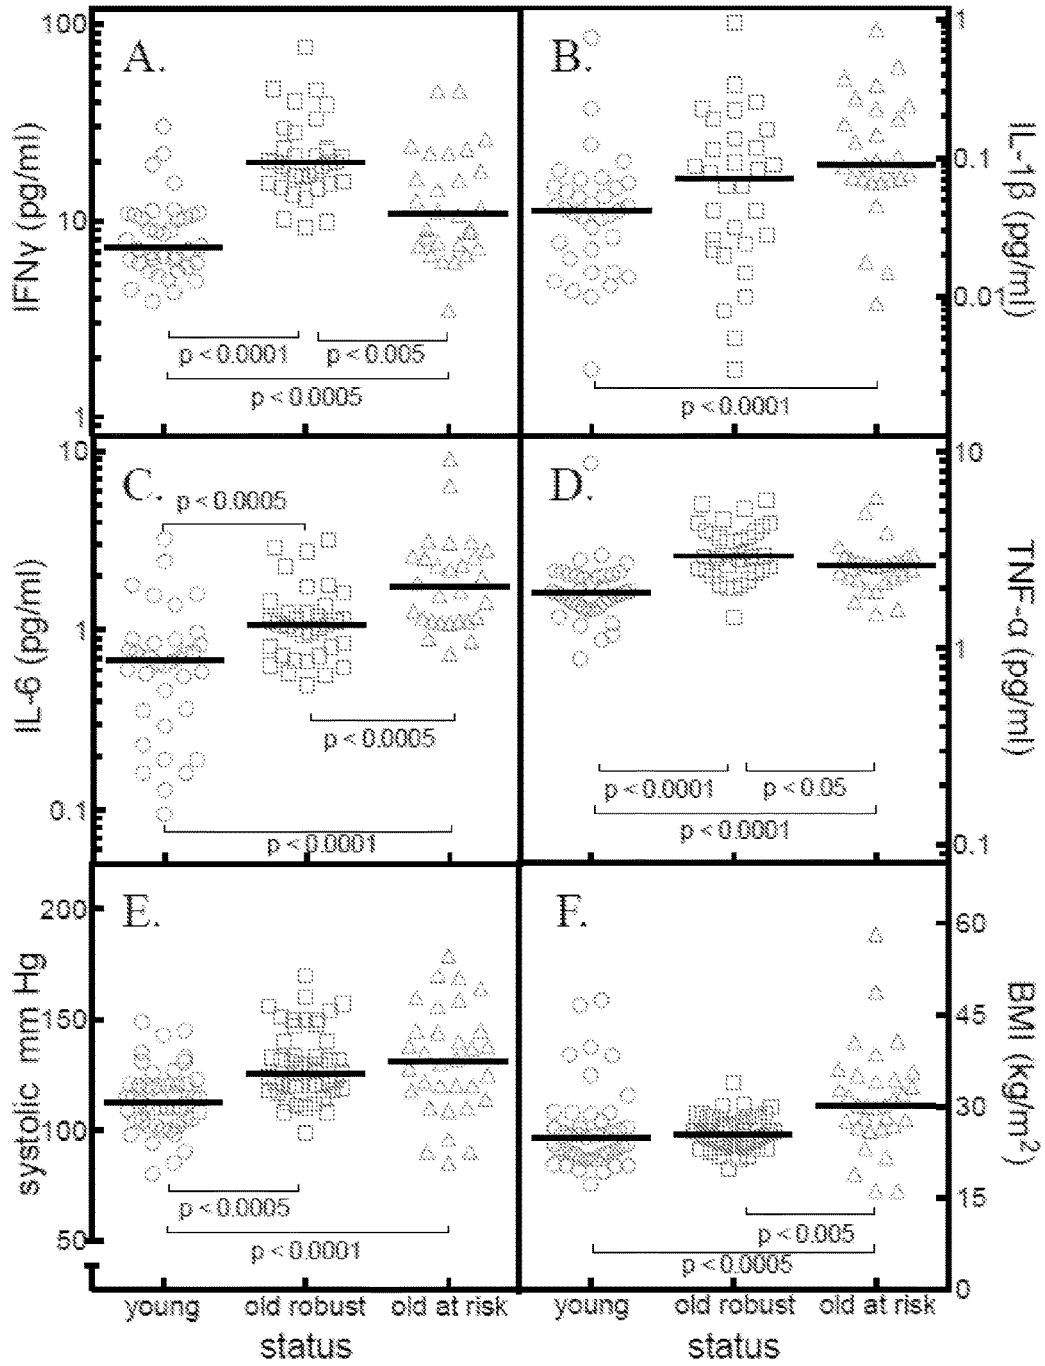 A.
IFNγ (pg/ml)
100
10
1
p < 0.0001
p < 0.005
p < 0.0005
B.
IL-1β (pg/ml)
1
0.1
0.01
p < 0.0001
C.
IL-6 (pg/ml)
10
1
0.1
p < 0.0005
p < 0.0005
p < 0.0001
D.
TNF-α (pg/ml)
10
1
0.1
p < 0.0001
p < 0.05
p < 0.0001
E.
systolic mm Hg
200
150
100
50
p < 0.0005
p < 0.0001
young old robust old at risk
status
F.
BMI (kg/m²)
60
45
30
15
0
p < 0.005
p < 0.0005
young old robust old at risk
status